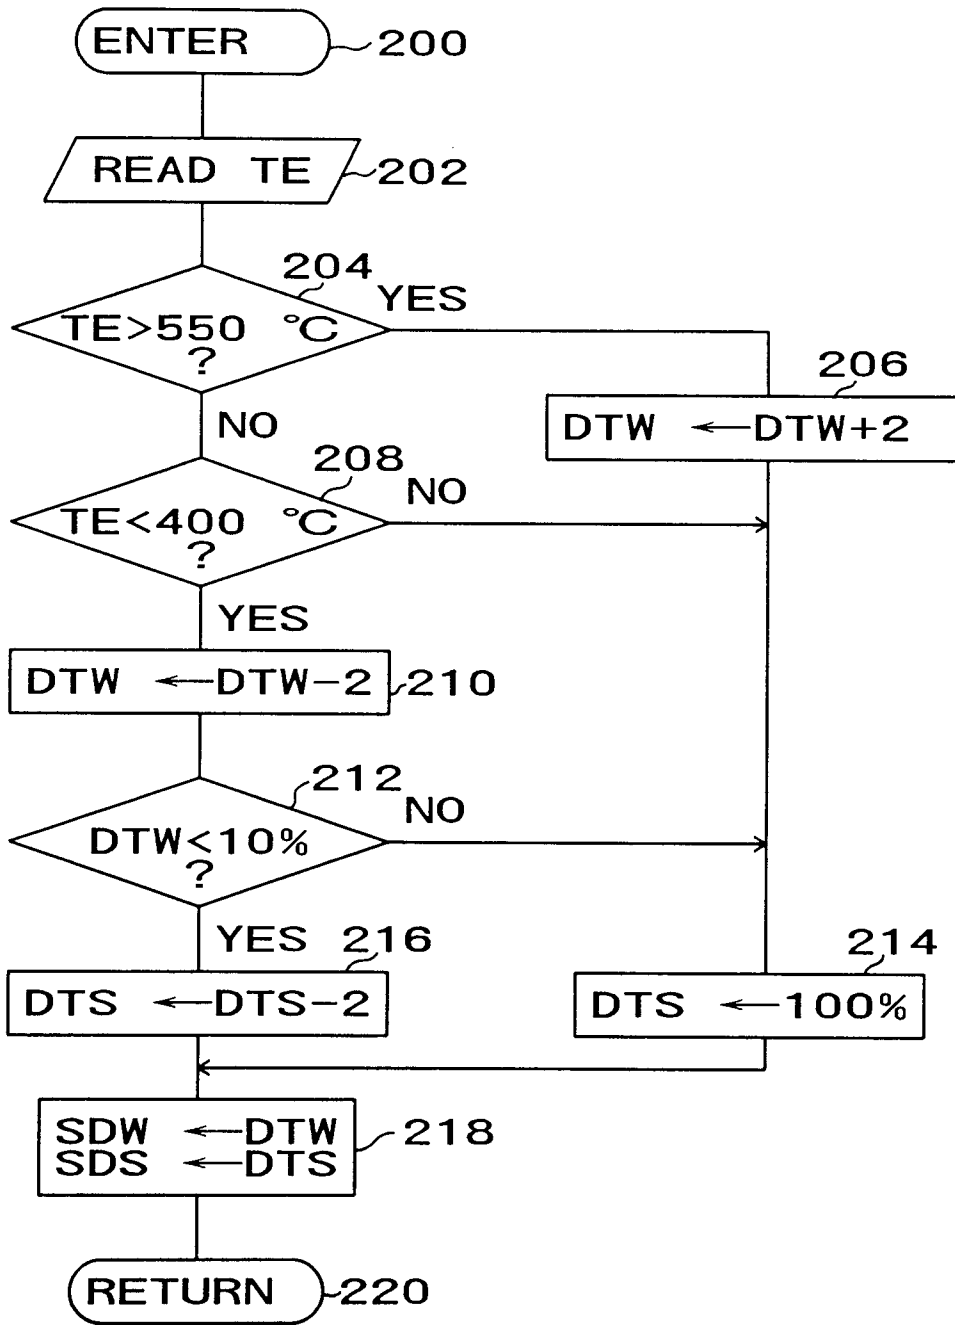 ENTER
200
READ TE
202
204
TE>550 °C
?
YES
206
DTW ←DTW+2
NO
208
TE<400 °C
?
NO
YES
DTW ←DTW-2
210
212
DTW<10%
?
NO
YES
216
DTS ←DTS-2
214
DTS ←100%
SDW ←DTW
SDS ←DTS
218
RETURN
220